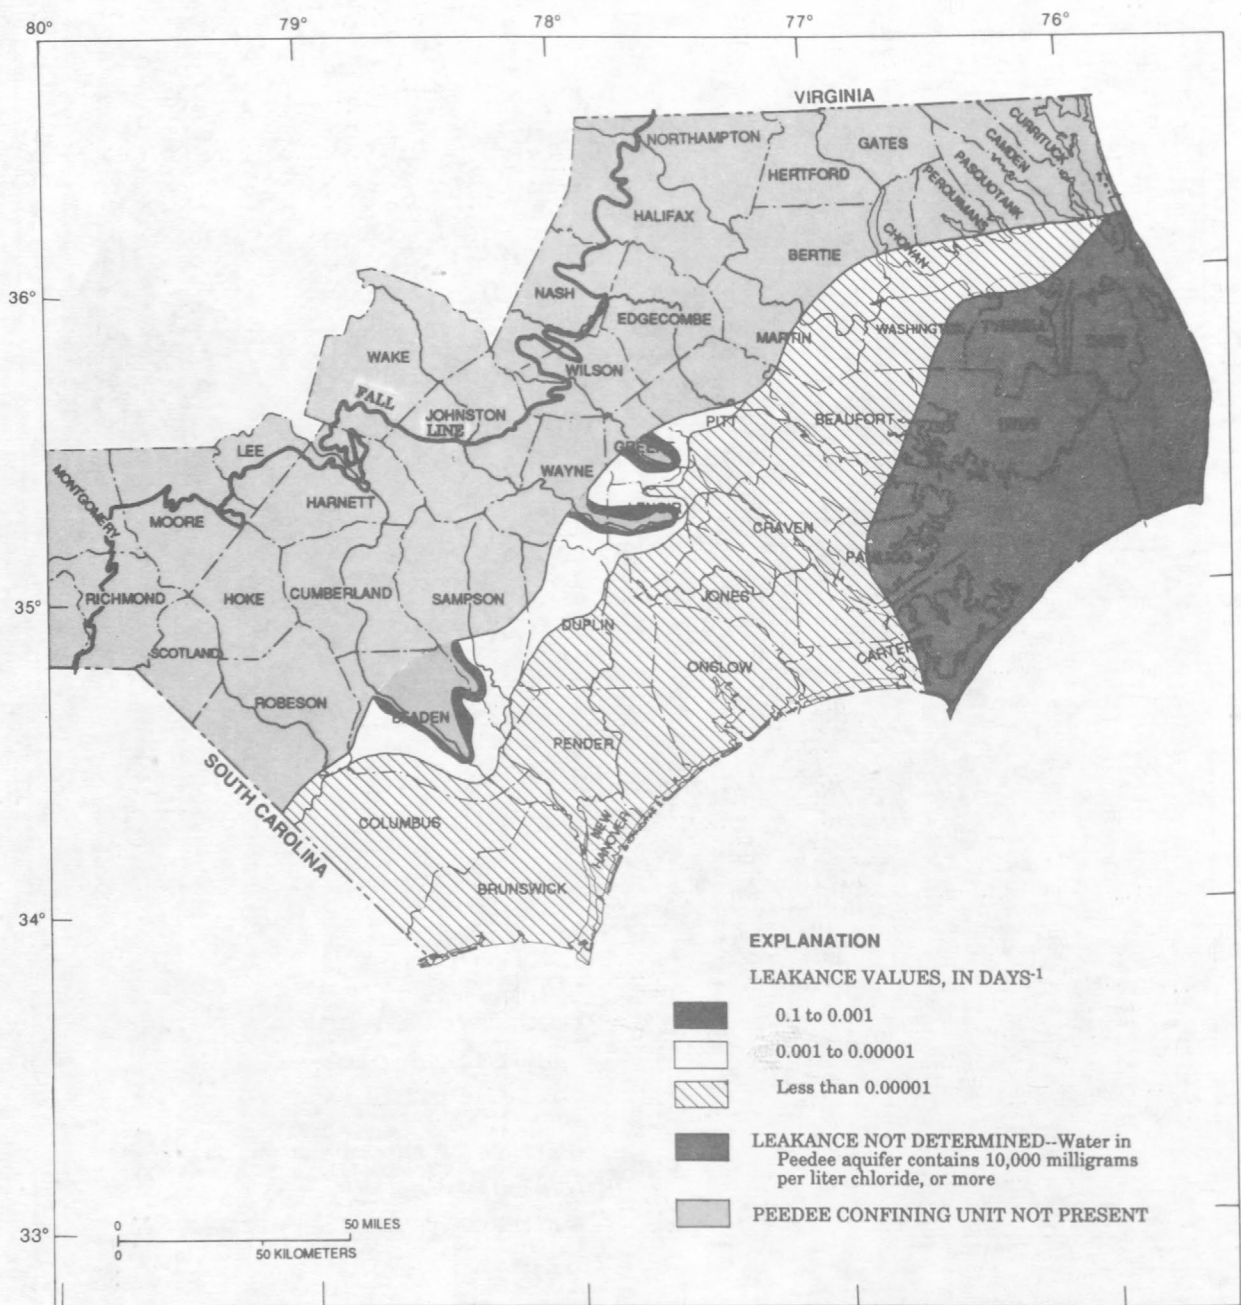 80°
79°
78°
77°
76°
VIRGINIA
NORTHAMPTON
GATES
CURRITUCK
CAMDEN
PASQUOTANK
PERQUIMANS
HERTFORD
HALIFAX
CHOWAN
BERTIE
36°
NASH
EDGECOMBE
MARTIN
WASHINGTON
TYRRELL
DARE
WAKE
WILSON
FALL
LINE
JOHNSTON
PITT
BEAUFORT
HYDE
LEE
GREENE
WAYNE
MONTGOMERY
HARNETT
MOORE
LENOIR
CRAVEN
PAMLICO
35°
RICHMOND
HOKE
CUMBERLAND
SAMPSON
JONES
DUPLIN
SCOTLAND
ONSLOW
CARTER
ROBESON
BLADEN
PENDER
SOUTH CAROLINA
COLUMBUS
NEW
HANOVER
BRUNSWICK
34°
EXPLANATION
LEAKANCE VALUES, IN DAYS-1
0.1 to 0.001
0.001 to 0.00001
Less than 0.00001
LEAKANCE NOT DETERMINED--Water in
Peedee aquifer contains 10,000 milligrams
per liter chloride, or more
PEEDEE CONFINING UNIT NOT PRESENT
33°
0 50 MILES
0 50 KILOMETERS